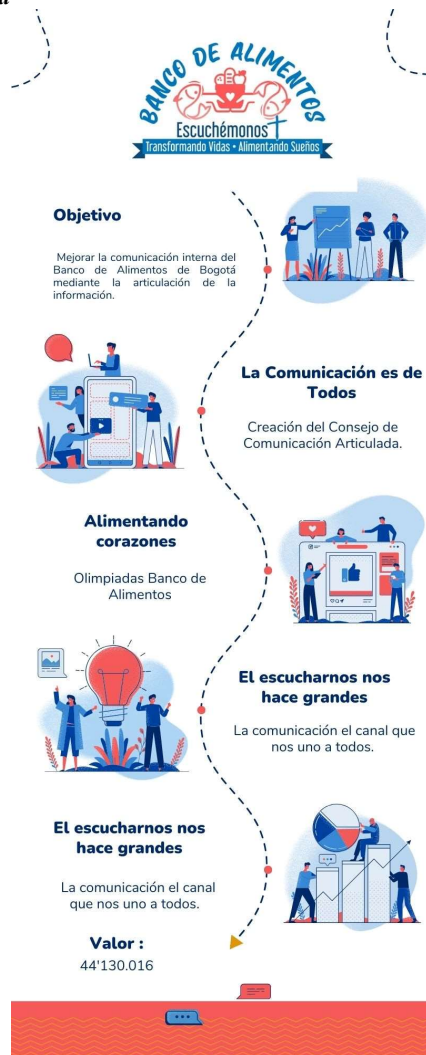 BANCO DE ALIMENTOS
Escuchémonos
Transformando Vidas • Alimentando Sueños
Objetivo
Mejorar la comunicación interna del
Banco de Alimentos de Bogotá
mediante la articulación de la
información.
La Comunicación es de
Todos
Creación del Consejo de
Comunicación Articulada.
Alimentando
corazones
Olimpiadas Banco de
Alimentos
El escucharnos nos
hace grandes
La comunicación el canal que
nos uno a todos.
El escucharnos nos
hace grandes
La comunicación el canal
que nos uno a todos.
Valor :
44'130.016